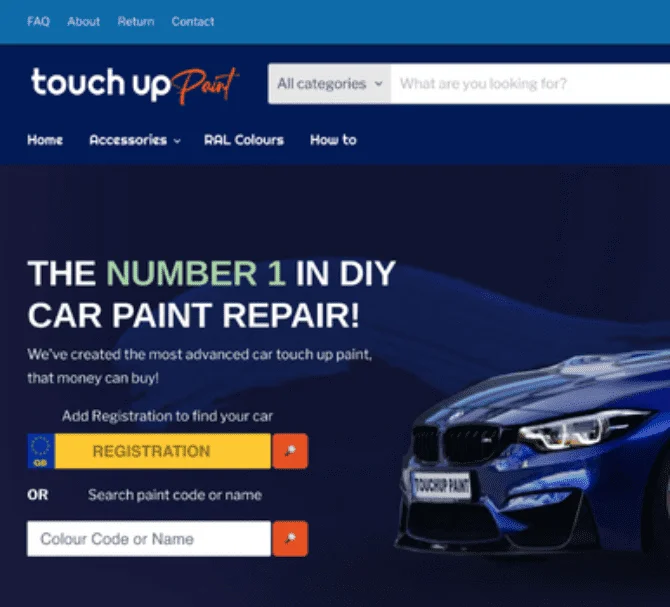 FAQ About Return Contact
touch up Paint
All categories What are you looking for?
Home Accessories RAL Colours How to
THE NUMBER 1 IN DIY
CAR PAINT REPAIR!
We've created the most advanced car touch up paint,
that money can buy!
Add Registration to find your car
GB REGISTRATION
OR Search paint code or name
Colour Code or Name
TOUCHUP PAINT